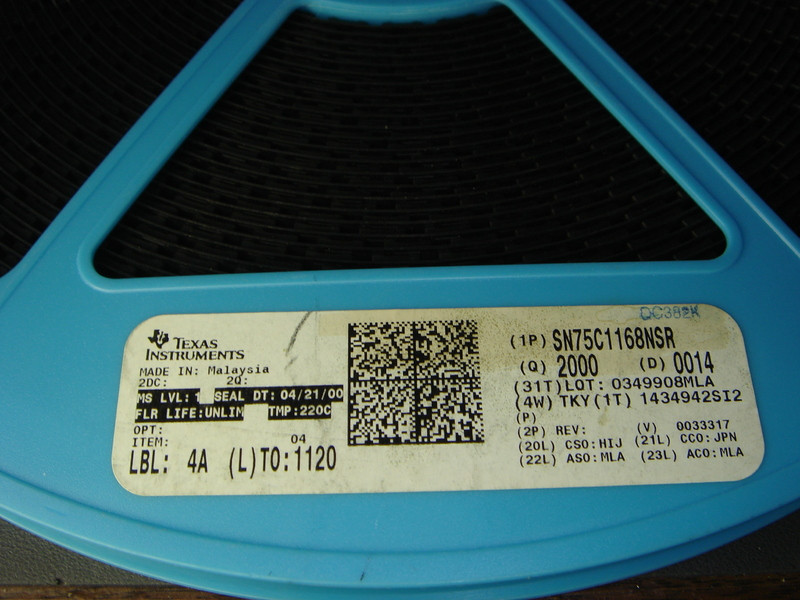 TEXAS
INSTRUMENTS
MADE IN: Malaysia
2DC: 2Q:
MS LVL:1 SEAL DT: 04/21/00
FLR LIFE:UNLIM TMP:220C
OPT:
ITEM: 04
LBL: 4A (L)TO:1120
QC382K
(1P) SN75C1168NSR
(Q) 2000 (D) 0014
(31T)LOT: 0349908MLA
(4W) TKY(1T) 1434942SI2
(P)
(2P) REV: (V) 0033317
(20L) CSO:HIJ (21L) CCO:JPN
(22L) ASO:MLA (23L) ACO:MLA